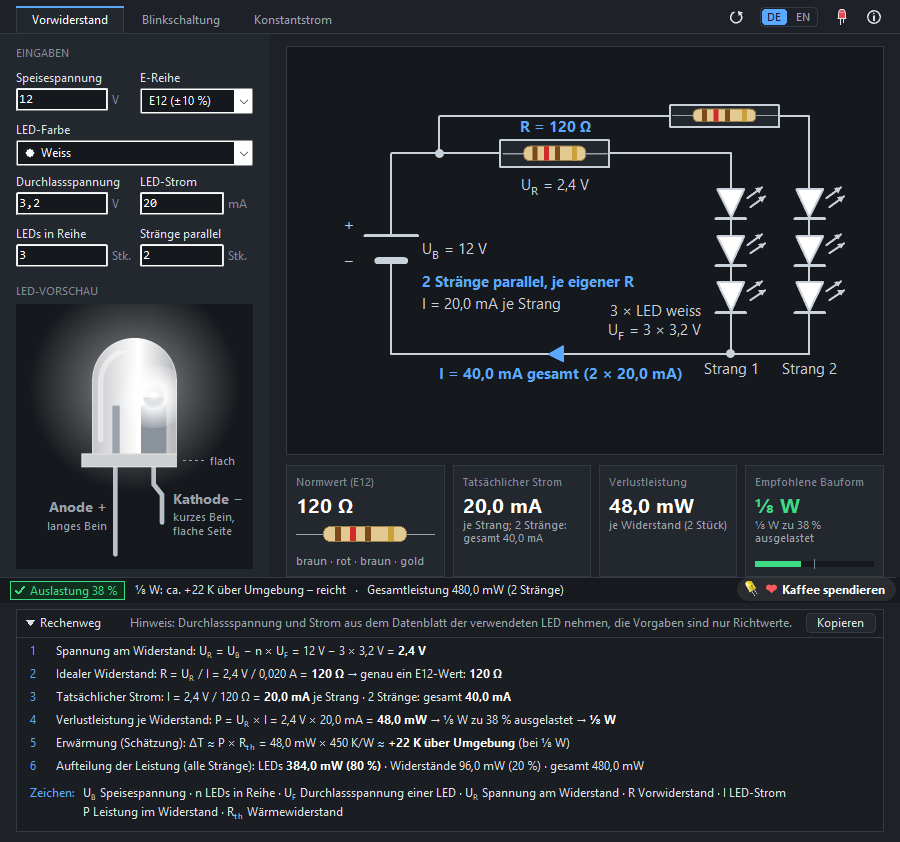 Vorwiderstand Blinkschaltung Konstantstrom DE EN
EINGABEN
Speisespannung E-Reihe
12 V E12 (±10 %)
LED-Farbe
Weiss
Durchlassspannung LED-Strom
3,2 V 20 mA
LEDs in Reihe Stränge parallel
3 Stk. 2 Stk.
LED-VORSCHAU
flach
Anode + Kathode −
langes Bein kurzes Bein,
flache Seite
R = 120 Ω
U_R = 2,4 V
+
−
U_B = 12 V
2 Stränge parallel, je eigener R
I = 20,0 mA je Strang
3 × LED weiss
U_F = 3 × 3,2 V
I = 40,0 mA gesamt (2 × 20,0 mA)
Strang 1 Strang 2
Normwert (E12)
120 Ω
braun · rot · braun · gold
Tatsächlicher Strom
20,0 mA
je Strang; 2 Stränge:
gesamt 40,0 mA
Verlustleistung
48,0 mW
je Widerstand (2 Stück)
Empfohlene Bauform
⅛ W
⅛ W zu 38 %
ausgelastet
✔ Auslastung 38 % ⅛ W: ca. +22 K über Umgebung – reicht · Gesamtleistung 480,0 mW (2 Stränge) Kaffee spendieren
Rechenweg Hinweis: Durchlassspannung und Strom aus dem Datenblatt der verwendeten LED nehmen, die Vorgaben sind nur Richtwerte. Kopieren
1 Spannung am Widerstand: U_R = U_B − n × U_F = 12 V − 3 × 3,2 V = 2,4 V
2 Idealer Widerstand: R = U_R / I = 2,4 V / 0,020 A = 120 Ω → genau ein E12-Wert: 120 Ω
3 Tatsächlicher Strom: I = 2,4 V / 120 Ω = 20,0 mA je Strang · 2 Stränge: gesamt 40,0 mA
4 Verlustleistung je Widerstand: P = U_R × I = 2,4 V × 20,0 mA = 48,0 mW → ⅛ W zu 38 % ausgelastet → ⅛ W
5 Erwärmung (Schätzung): ΔT ≈ P × R_th = 48,0 mW × 450 K/W ≈ +22 K über Umgebung (bei ⅛ W)
6 Aufteilung der Leistung (alle Stränge): LEDs 384,0 mW (80 %) · Widerstände 96,0 mW (20 %) · gesamt 480,0 mW
Zeichen: U_B Speisespannung · n LEDs in Reihe · U_F Durchlassspannung einer LED · U_R Spannung am Widerstand · R Vorwiderstand · I LED-Strom
P Leistung im Widerstand · R_th Wärmewiderstand